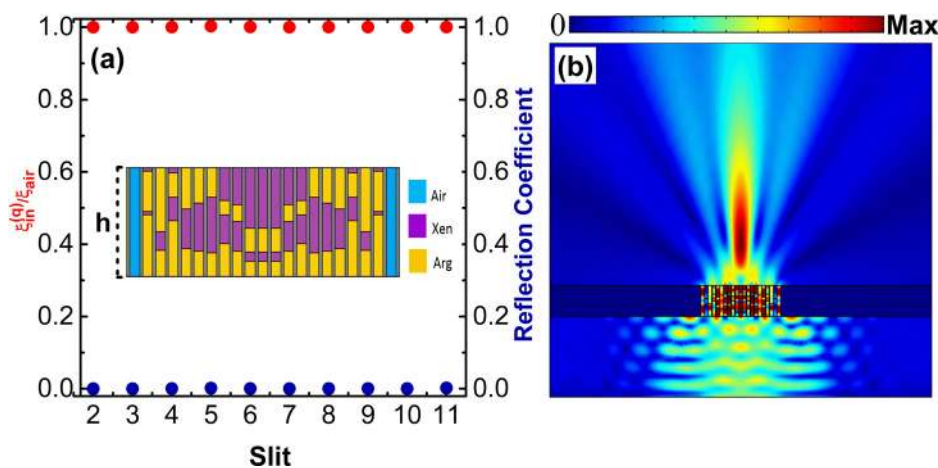 (a)
1.0
0.8
0.6
0.4
0.2
0.0
ξin(q)/ξair
h
Air
Xen
Arg
1.0
0.8
0.6
0.4
0.2
0.0
Reflection Coefficient
2 3 4 5 6 7 8 9 10 11
Slit
0 Max
(b)